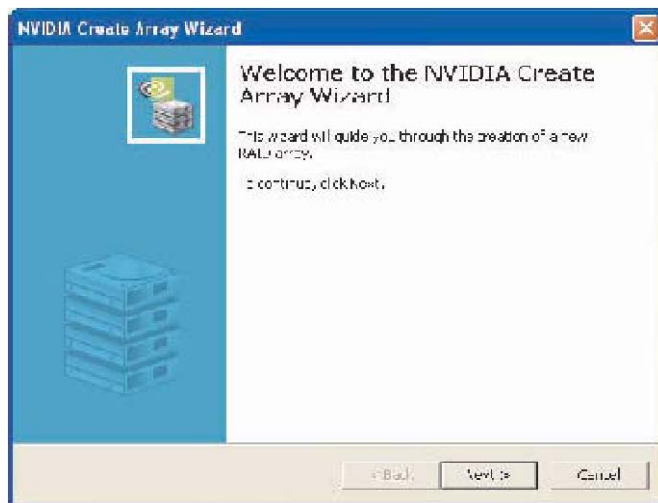 NVIDIA Create Array Wizard
Welcome to the NVIDIA Create
Array Wizard
This wizard will guide you through the creation of a new
RAID array.
To continue, click Next.
< Back
Next >
Cancel